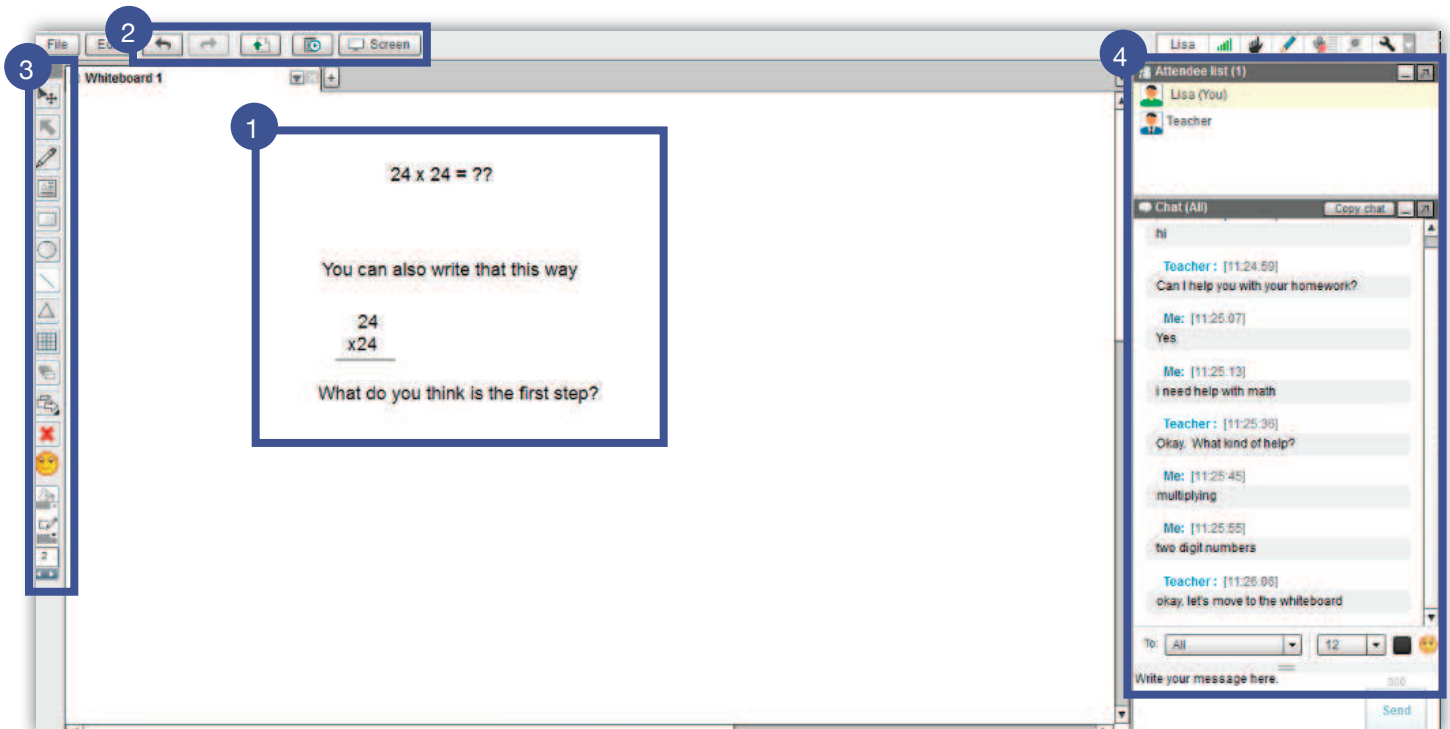 2
File
Screen
Lisa
3
4
Whiteboard 1
Attendee list (1)
Lisa (You)
Teacher
1
24 x 24 = ??
You can also write that this way
24
x24
What do you think is the first step?
2
Chat (All)
Copy chat
hi
Teacher : [11:24:59]
Can I help you with your homework?
Me: [11:25:07]
Yes.
Me: [11:25:13]
i need help with math
Teacher : [11:25:36]
Okay. What kind of help?
Me: [11:25:45]
multiplying
Me: [11:25:55]
two digit numbers
Teacher : [11:26:06]
okay, let's move to the whiteboard
To: All
12
Write your message here.
500
Send